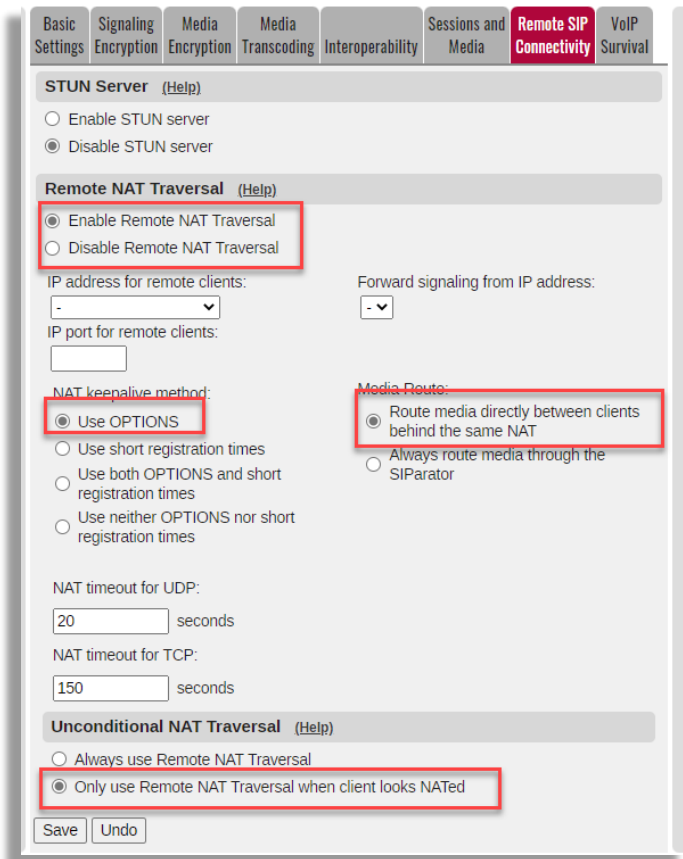 Basic Settings
Signaling Encryption
Media Encryption
Media Transcoding
Interoperability
Sessions and Media
Remote SIP Connectivity
VoIP Survival
STUN Server (Help)
Enable STUN server
Disable STUN server
Remote NAT Traversal (Help)
Enable Remote NAT Traversal
Disable Remote NAT Traversal
IP address for remote clients:
-
IP port for remote clients:
Forward signaling from IP address:
-
NAT keepalive method:
Use OPTIONS
Use short registration times
Use both OPTIONS and short
registration times
Use neither OPTIONS nor short
registration times
Media Route:
Route media directly between clients
behind the same NAT
Always route media through the
SIParator
NAT timeout for UDP:
20 seconds
NAT timeout for TCP:
150 seconds
Unconditional NAT Traversal (Help)
Always use Remote NAT Traversal
Only use Remote NAT Traversal when client looks NATed
Save Undo